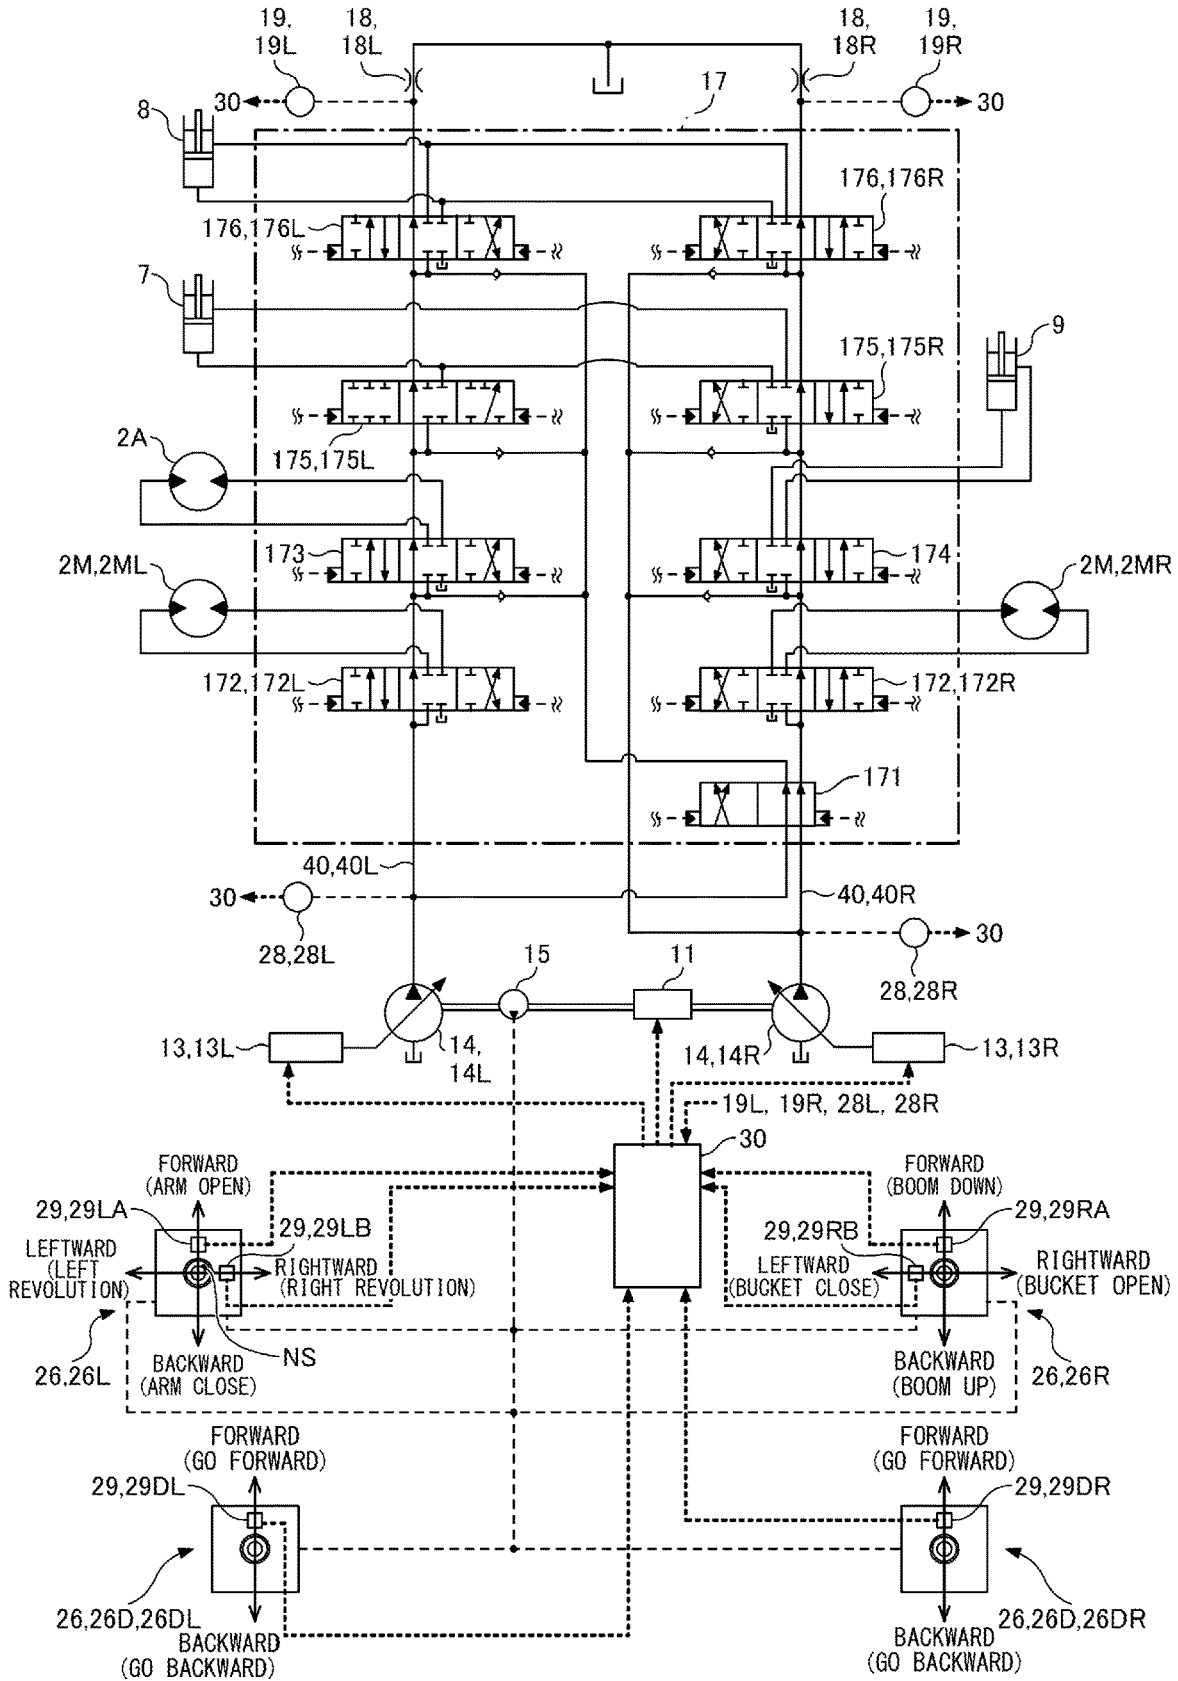 19,
19L
18,
18L
18,
18R
19,
19R
30
30
17
8
176,176L
176,176R
7
9
175,175R
2A
175,175L
173
174
2M,2ML
2M,2MR
172,172L
172,172R
171
40,40L
40,40R
30
30
28,28L
28,28R
15
11
13,13L
14,
14L
14,14R
13,13R
19L, 19R, 28L, 28R
30
FORWARD
(ARM OPEN)
FORWARD
(BOOM DOWN)
29,29LA
29,29LB
29,29RB
29,29RA
LEFTWARD
(LEFT
REVOLUTION)
RIGHTWARD
(RIGHT REVOLUTION)
LEFTWARD
(BUCKET CLOSE)
RIGHTWARD
(BUCKET OPEN)
26,26L
BACKWARD
(ARM CLOSE)
NS
BACKWARD
(BOOM UP)
26,26R
FORWARD
(GO FORWARD)
FORWARD
(GO FORWARD)
29,29DL
29,29DR
26,26D,26DL
26,26D,26DR
BACKWARD
(GO BACKWARD)
BACKWARD
(GO BACKWARD)